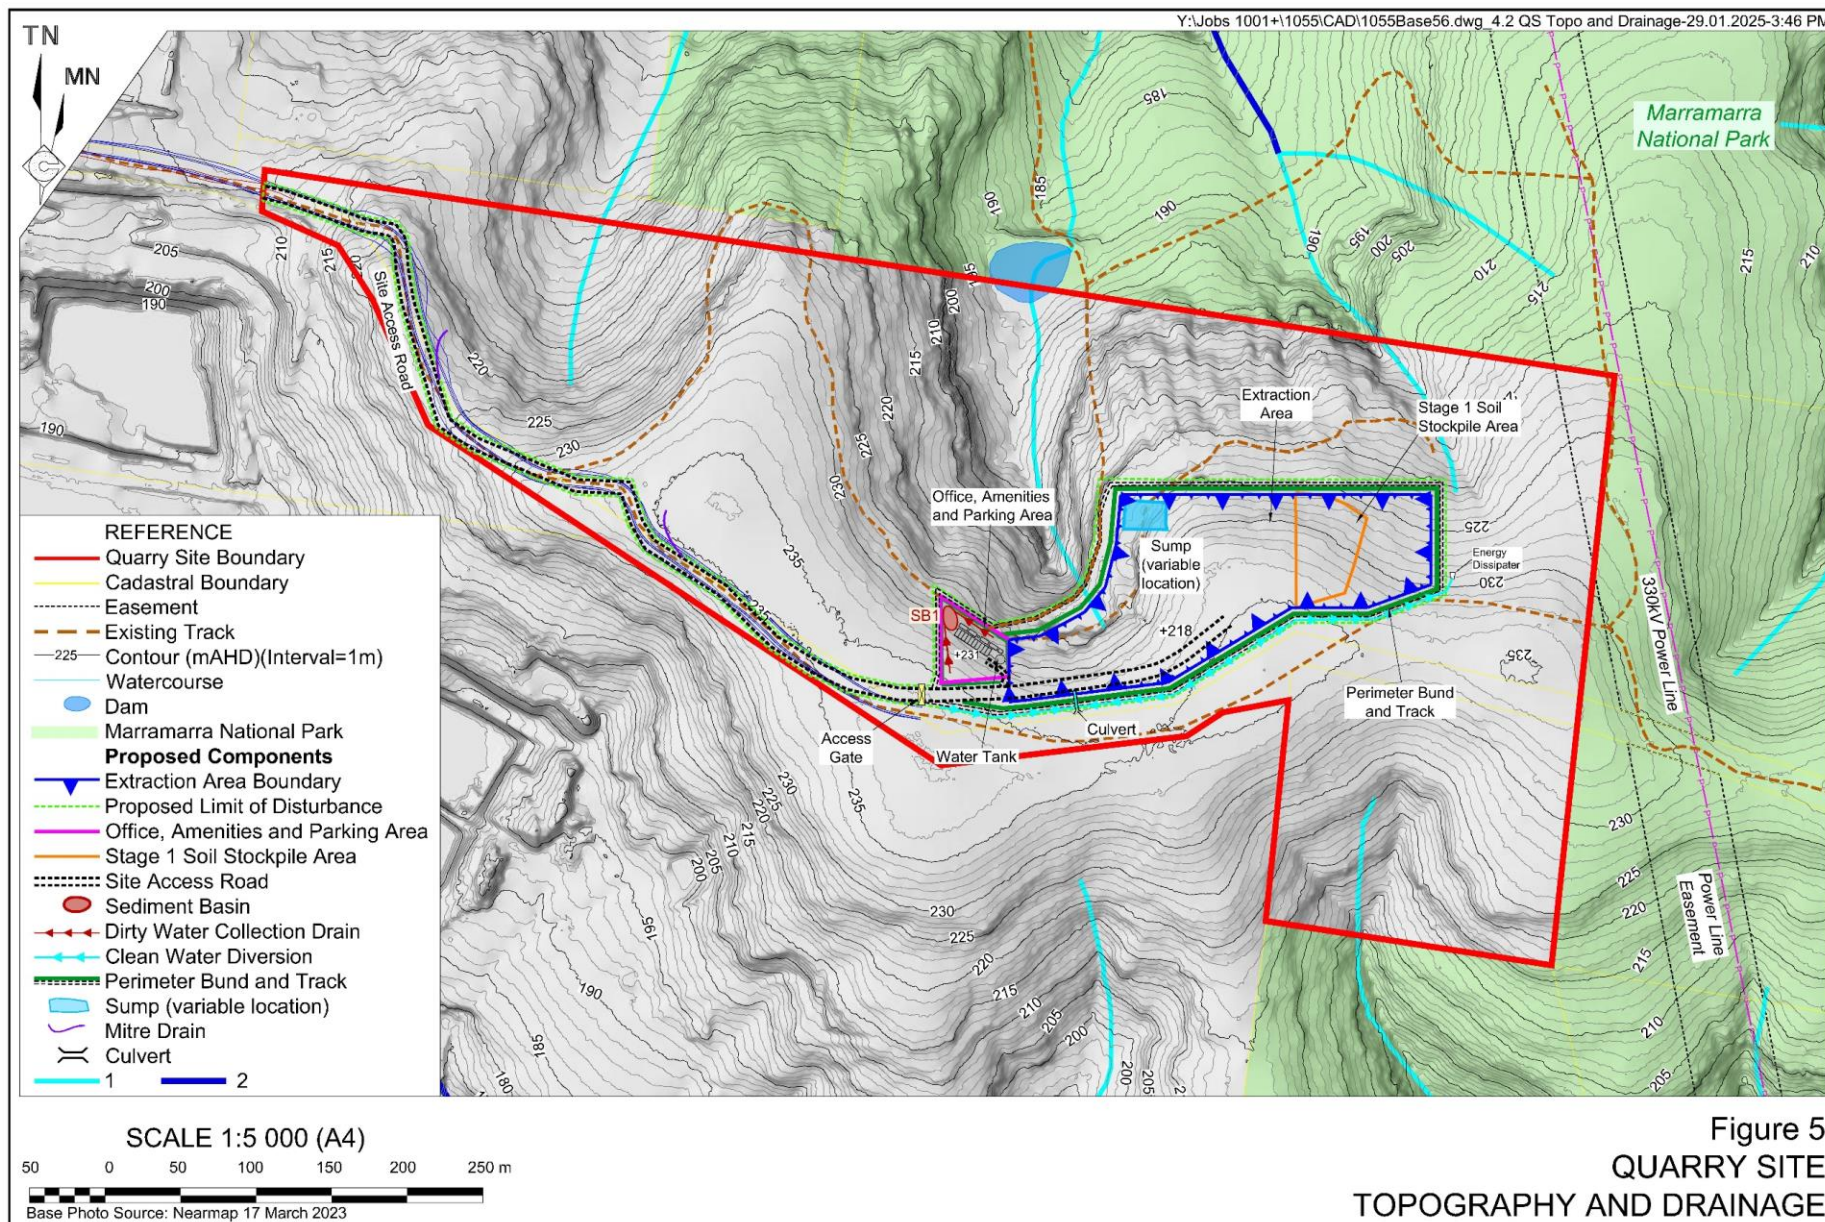 Y:\Jobs 1001+\1055\CAD\1055Base56.dwg_4.2 QS Topo and Drainage-29.01.2025-3:46 PM
TN
MN
Marramarra
National Park
185
190
185
190
190
195
200
205
210
215
215
210
205
200
190
210
215
220
Site Access Road
195
200
210
215
220
225
230
220
225
230
235
235
190
Extraction
Area
Stage 1 Soil
Stockpile Area
Office, Amenities
and Parking Area
Sump
(variable
location)
225
Energy
Dissipater
230
SB1
+231
+218
235
330kV Power Line
Perimeter Bund
and Track
Culvert
Access
Gate
Water Tank
REFERENCE
Quarry Site Boundary
Cadastral Boundary
Easement
Existing Track
225 Contour (mAHD)(Interval=1m)
Watercourse
Dam
Marramarra National Park
Proposed Components
Extraction Area Boundary
Proposed Limit of Disturbance
Office, Amenities and Parking Area
Stage 1 Soil Stockpile Area
Site Access Road
Sediment Basin
Dirty Water Collection Drain
Clean Water Diversion
Perimeter Bund and Track
Sump (variable location)
Mitre Drain
Culvert
1 2
230
225
220
215
210
205
200
235
195
190
185
180
230
225
220
215
210
205
200
200
205
230
225
220
215
210
205
Power Line
Easement
SCALE 1:5 000 (A4)
50 0 50 100 150 200 250 m
Base Photo Source: Nearmap 17 March 2023
Figure 5
QUARRY SITE
TOPOGRAPHY AND DRAINAGE